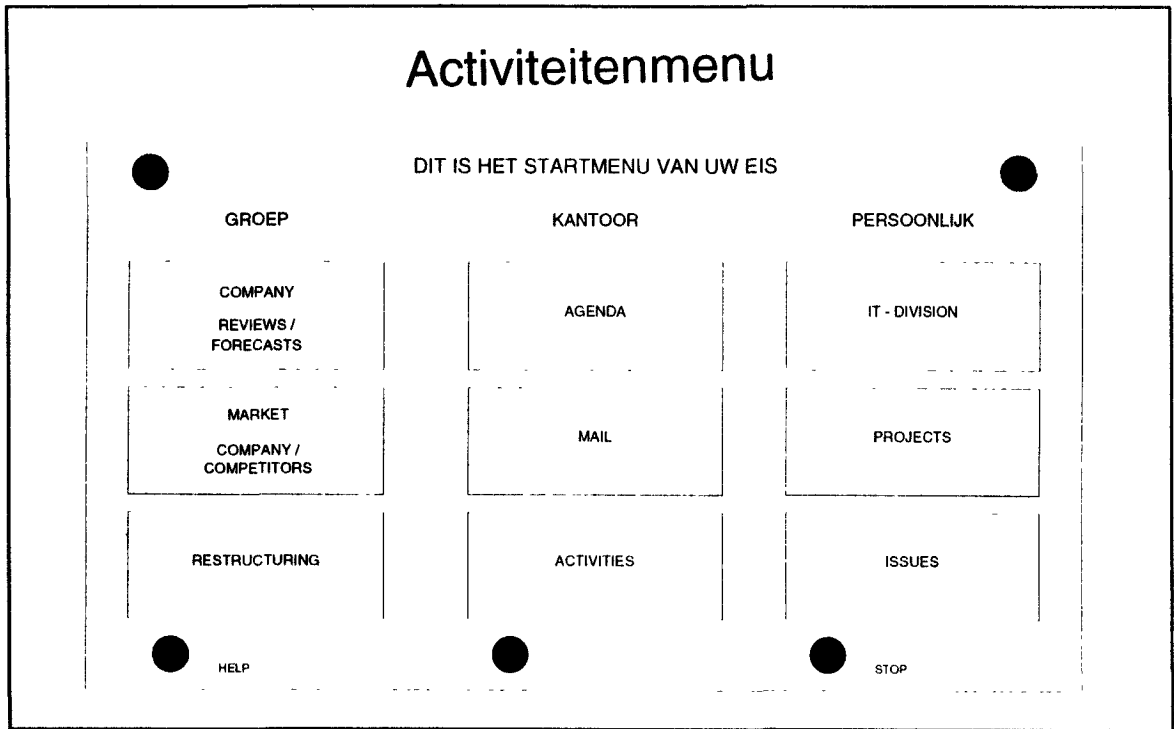 Activiteitenmenu
DIT IS HET STARTMENU VAN UW EIS
GROEP
KANTOOR
PERSOONLIJK
COMPANY
REVIEWS /
FORECASTS
AGENDA
IT - DIVISION
MARKET
COMPANY /
COMPETITORS
MAIL
PROJECTS
RESTRUCTURING
ACTIVITIES
ISSUES
HELP
STOP